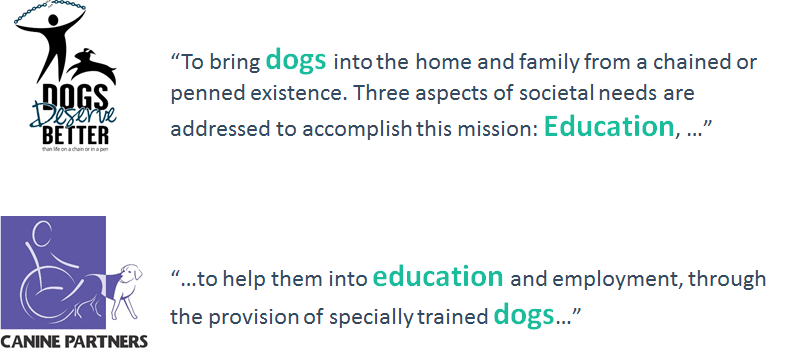 DOGS
Deserve
BETTER
than life on a chain or in a pen
“To bring dogs into the home and family from a chained or
penned existence. Three aspects of societal needs are
addressed to accomplish this mission: Education, …”
CANINE PARTNERS
“…to help them into education and employment, through
the provision of specially trained dogs…”